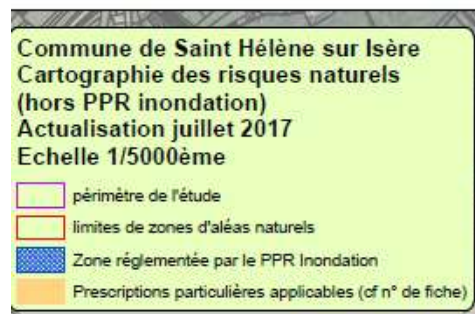 Commune de Saint Hélène sur Isère
Cartographie des risques naturels
(hors PPR inondation)
Actualisation juillet 2017
Echelle 1/5000ème
périmètre de l'étude
limites de zones d'aléas naturels
Zone réglementée par le PPR Inondation
Prescriptions particulières applicables (cf n° de fiche)